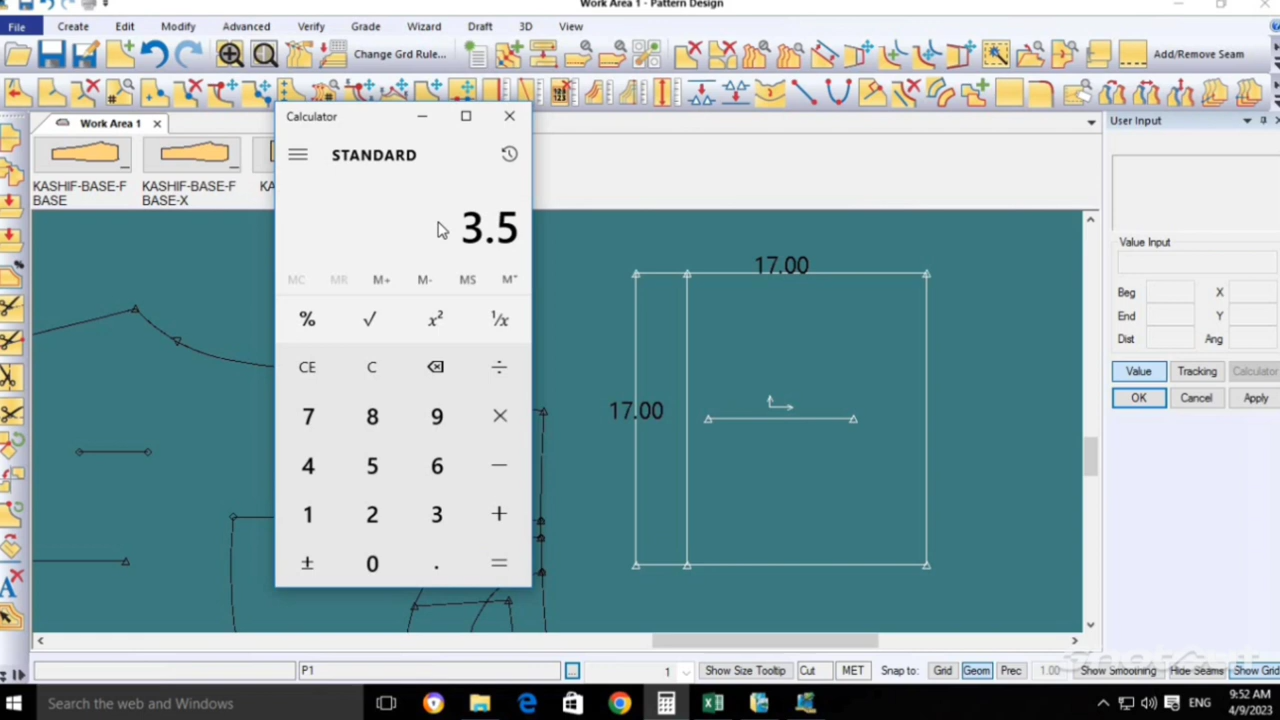 Work Area 1 - Pattern Design
File Create Edit Modify Advanced Verify Grade Wizard Draft 3D View
Change Grd Rule... Add/Remove Seam
Work Area 1
KASHIF-BASE-F
BASE
KASHIF-BASE-F
BASE-X
KA
Calculator
STANDARD
3.5
MC MR M+ M- MS M˅
% √ x² ¹/x
CE C ÷
7 8 9 ×
4 5 6 −
1 2 3 +
± 0 . =
17.00
17.00
User Input
Value Input
Beg X
End Y
Dist Ang
Value Tracking Calculator
OK Cancel Apply
P1 1 Show Size Tooltip Cut MET Snap to: Grid Geom Prec 1.00 Show Smoothing Hide Seams Show Grid
Search the web and Windows
ENG
9:52 AM
4/9/2023